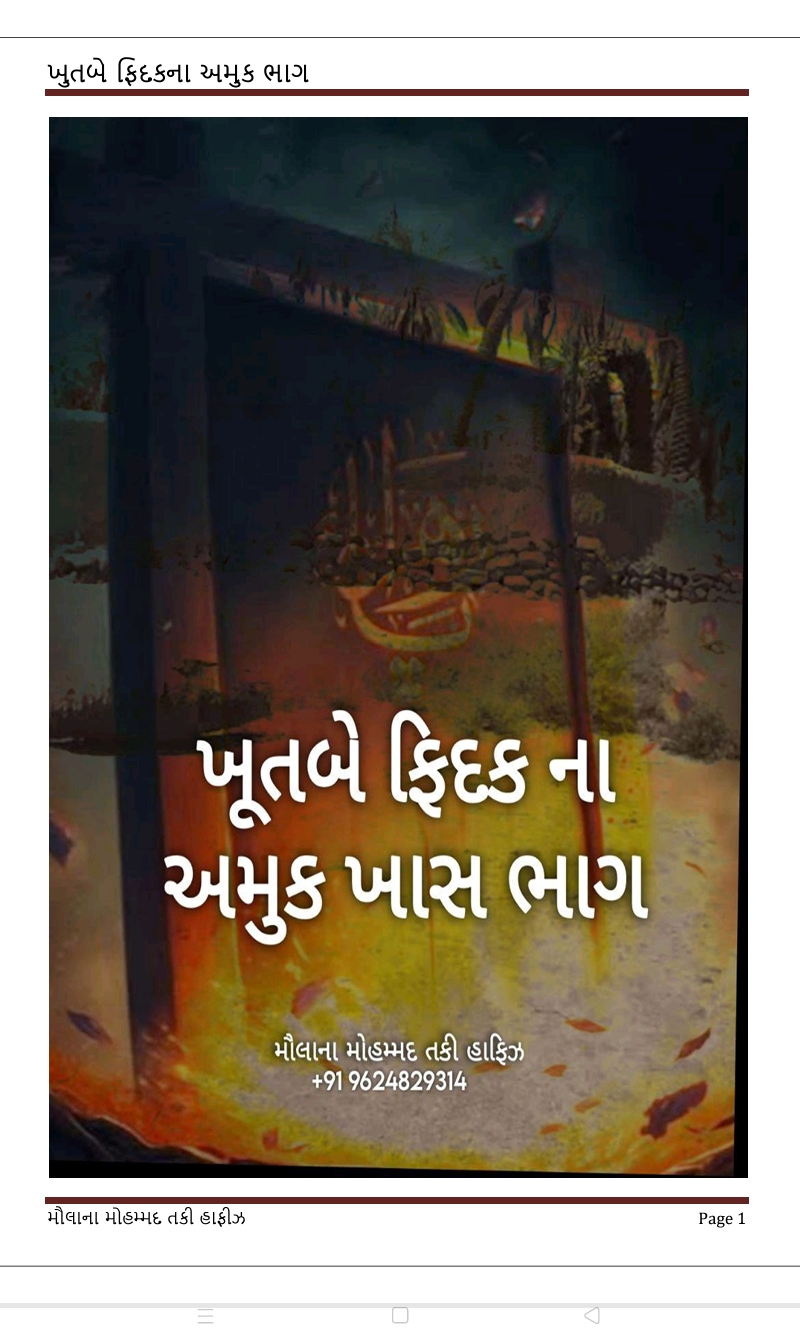 ખુતબે ફિદકના અમુક ભાગ
ખૂતબે ફિદક ના
અમુક ખાસ ભાગ
મૌલાના મોહમ્મદ તકી હાફિઝ
+91 9624829314
મૌલાના મોહમ્મદ તકી હાફીઝ
Page 1